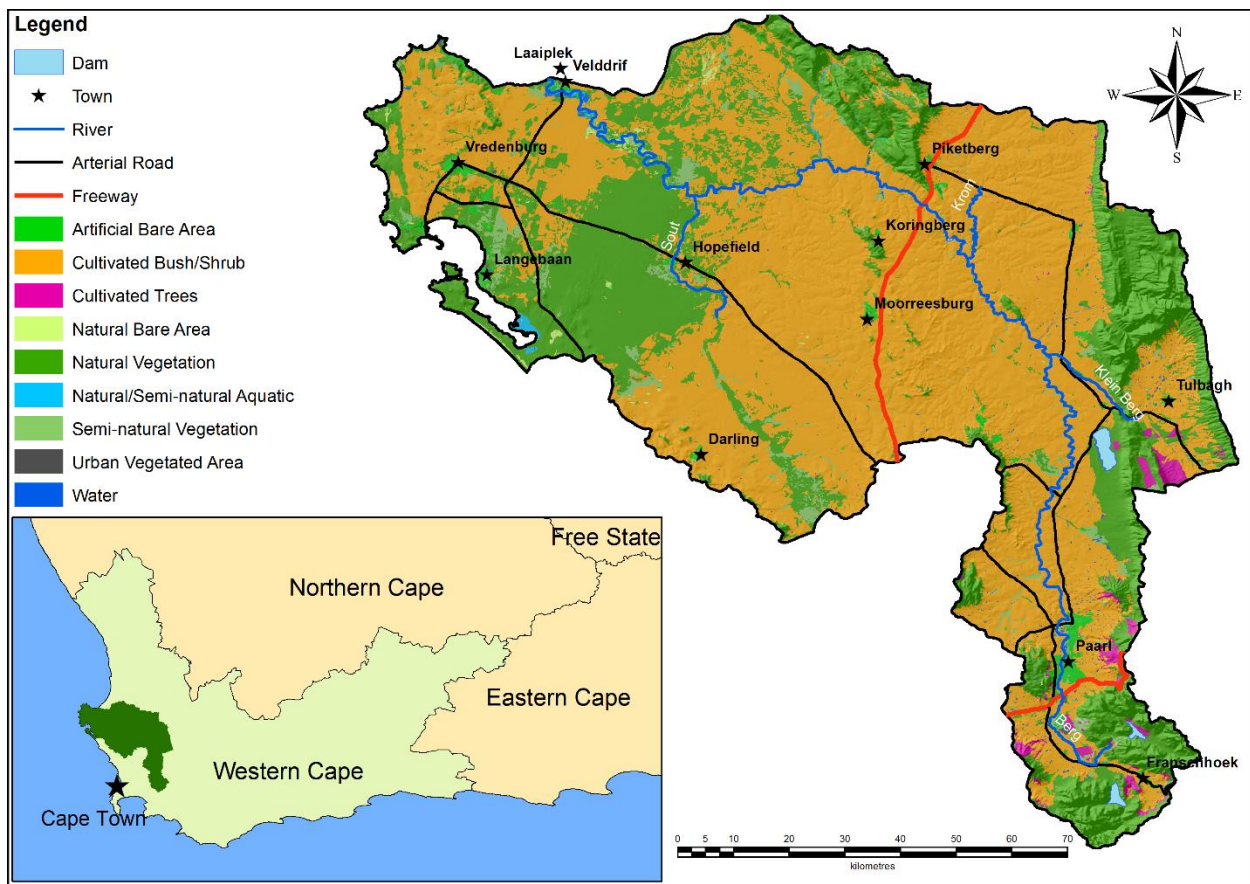 Legend
Dam
Town
River
Arterial Road
Freeway
Artificial Bare Area
Cultivated Bush/Shrub
Cultivated Trees
Natural Bare Area
Natural Vegetation
Natural/Semi-natural Aquatic
Semi-natural Vegetation
Urban Vegetated Area
Water
N
W E
S
Laaiplek
Velddrif
Vredenburg
Piketberg
Krom
Koringberg
Sout
Hopefield
Langebaan
Moorreesburg
Klein Berg
Tulbagh
Darling
Paarl
Berg
Franschhoek
0 5 10 20 30 40 50 60 70
kilometres
Free State
Northern Cape
Eastern Cape
Western Cape
Cape Town